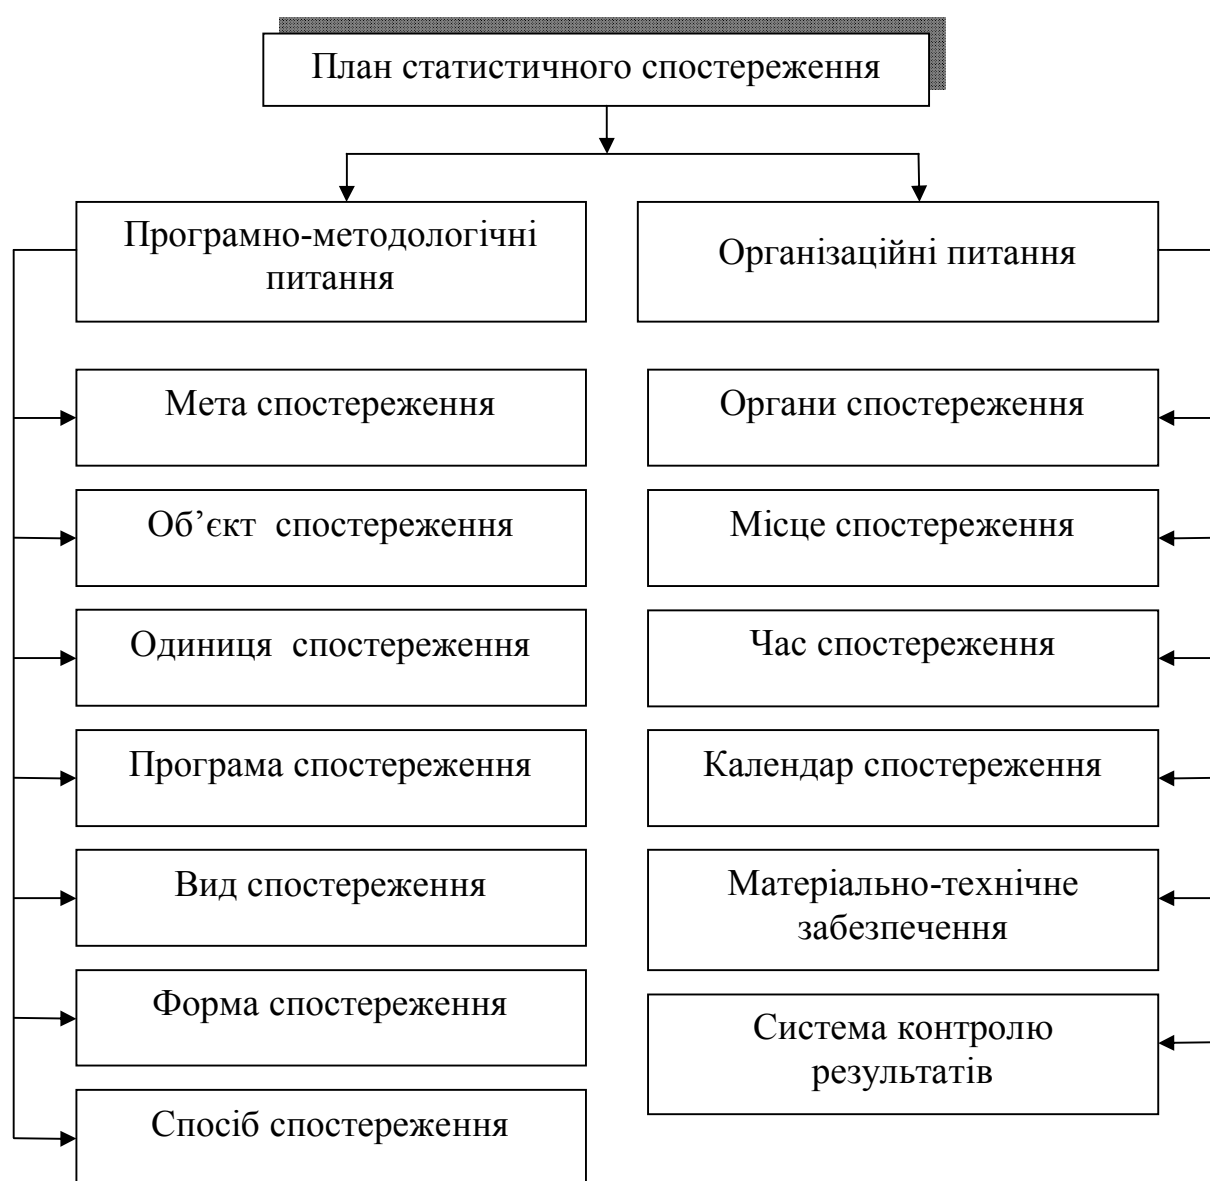 План статистичного спостереження
Програмно-методологічні
питання
Організаційні питання
Мета спостереження
Об’єкт спостереження
Одиниця спостереження
Програма спостереження
Вид спостереження
Форма спостереження
Спосіб спостереження
Органи спостереження
Місце спостереження
Час спостереження
Календар спостереження
Матеріально-технічне
забезпечення
Система контролю
результатів